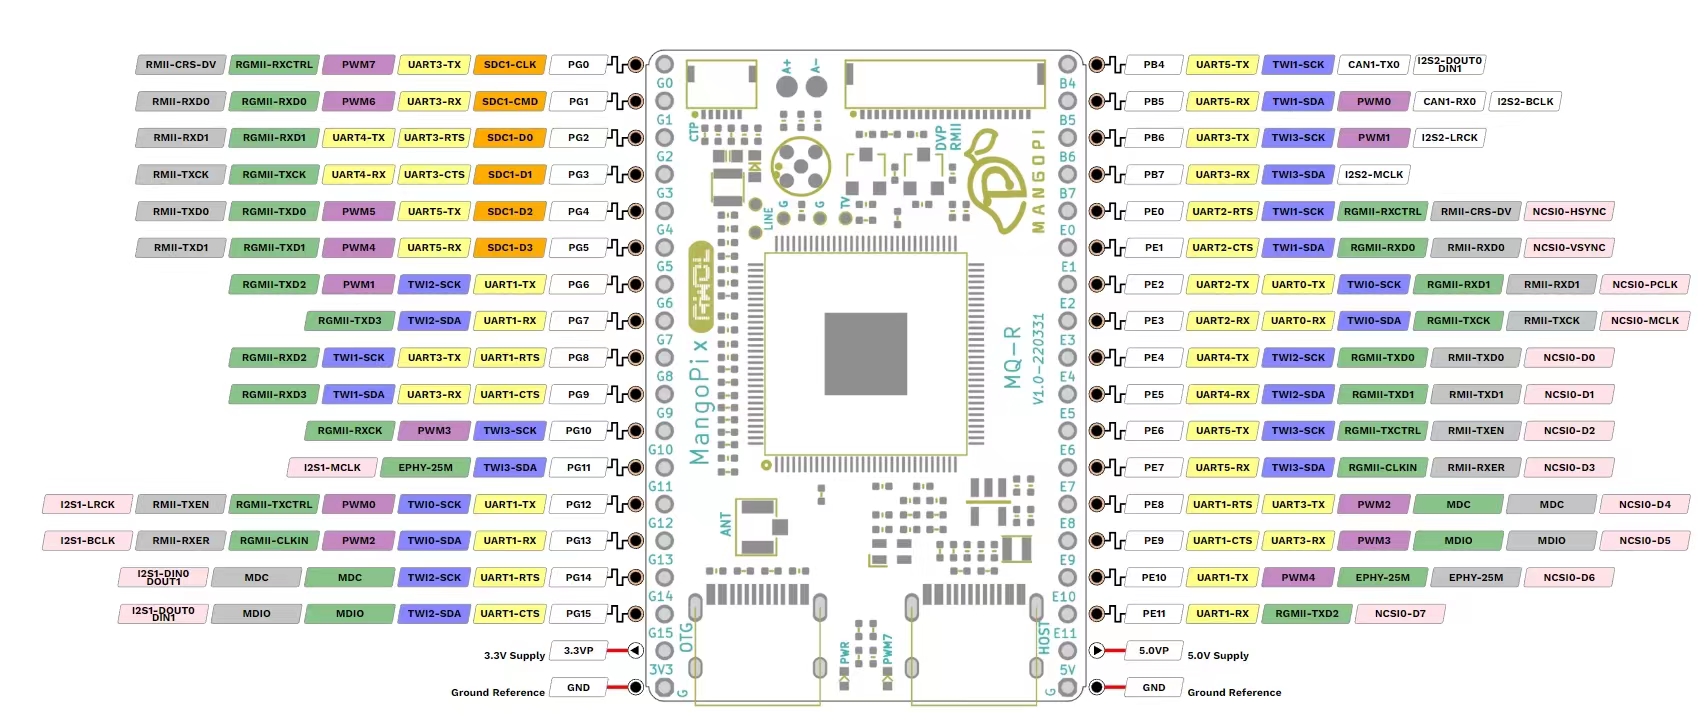 RMII-CRS-DV RGMII-RXCTRL PWM7 UART3-TX SDC1-CLK PG0
RMII-RXD0 RGMII-RXD0 PWM6 UART3-RX SDC1-CMD PG1
RMII-RXD1 RGMII-RXD1 UART4-TX UART3-RTS SDC1-D0 PG2
RMII-TXCK RGMII-TXCK UART4-RX UART3-CTS SDC1-D1 PG3
RMII-TXD0 RGMII-TXD0 PWM5 UART5-TX SDC1-D2 PG4
RMII-TXD1 RGMII-TXD1 PWM4 UART5-RX SDC1-D3 PG5
RGMII-TXD2 PWM1 TWI2-SCK UART1-TX PG6
RGMII-TXD3 TWI2-SDA UART1-RX PG7
RGMII-RXD2 TWI1-SCK UART3-TX UART1-RTS PG8
RGMII-RXD3 TWI1-SDA UART3-RX UART1-CTS PG9
RGMII-RXCK PWM3 TWI3-SCK PG10
I2S1-MCLK EPHY-25M TWI3-SDA PG11
I2S1-LRCK RMII-TXEN RGMII-TXCTRL PWM0 TWI0-SCK UART1-TX PG12
I2S1-BCLK RMII-RXER RGMII-CLKIN PWM2 TWI0-SDA UART1-RX PG13
I2S1-DIN0
DOUT1
MDC MDC TWI2-SCK UART1-RTS PG14
I2S1-DOUT0
DIN1
MDIO MDIO TWI2-SDA UART1-CTS PG15
3.3V Supply 3.3VP
Ground Reference GND
G0
G1
G2
G3
G4
G5
G6
G7
G8
G9
G10
G11
G12
G13
G14
G15
3V3
G
CTP
A+
A-
DVP
RMII
MANGOPI
LINE
G
G
TV
MangoPix
MQ-R
V1.0-220331
ANT
OTG
PWR
PWM7
HOST
B4
B5
B6
B7
E0
E1
E2
E3
E4
E5
E6
E7
E8
E9
E10
E11
5V
G
PB4 UART5-TX TWI1-SCK CAN1-TX0 I2S2-DOUT0
DIN1
PB5 UART5-RX TWI1-SDA PWM0 CAN1-RX0 I2S2-BCLK
PB6 UART3-TX TWI3-SCK PWM1 I2S2-LRCK
PB7 UART3-RX TWI3-SDA I2S2-MCLK
PE0 UART2-RTS TWI1-SCK RGMII-RXCTRL RMII-CRS-DV NCSI0-HSYNC
PE1 UART2-CTS TWI1-SDA RGMII-RXD0 RMII-RXD0 NCSI0-VSYNC
PE2 UART2-TX UART0-TX TWI0-SCK RGMII-RXD1 RMII-RXD1 NCSI0-PCLK
PE3 UART2-RX UART0-RX TWI0-SDA RGMII-TXCK RMII-TXCK NCSI0-MCLK
PE4 UART4-TX TWI2-SCK RGMII-TXD0 RMII-TXD0 NCSI0-D0
PE5 UART4-RX TWI2-SDA RGMII-TXD1 RMII-TXD1 NCSI0-D1
PE6 UART5-TX TWI3-SCK RGMII-TXCTRL RMII-TXEN NCSI0-D2
PE7 UART5-RX TWI3-SDA RGMII-CLKIN RMII-RXER NCSI0-D3
PE8 UART1-RTS UART3-TX PWM2 MDC MDC NCSI0-D4
PE9 UART1-CTS UART3-RX PWM3 MDIO MDIO NCSI0-D5
PE10 UART1-TX PWM4 EPHY-25M EPHY-25M NCSI0-D6
PE11 UART1-RX RGMII-TXD2 NCSI0-D7
5.0VP 5.0V Supply
GND Ground Reference